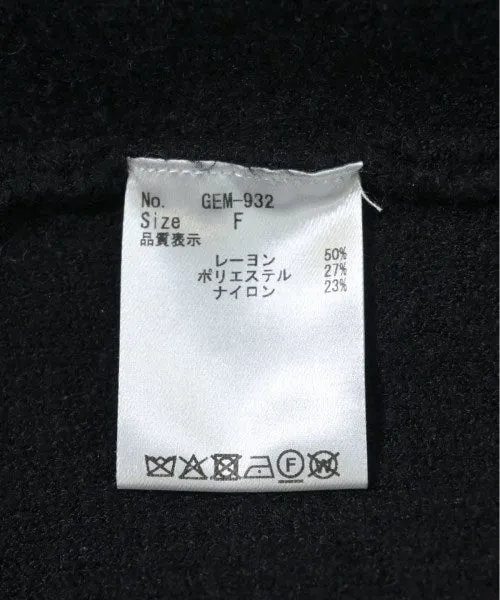 No. GEM-932
Size F
品質表示
レーヨン 50%
ポリエステル 27%
ナイロン 23%
F W